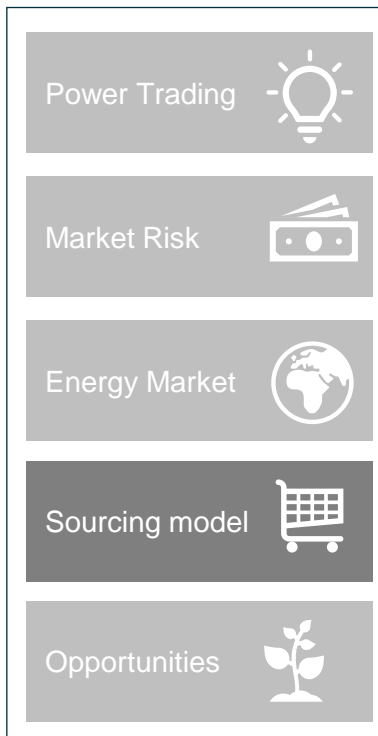 Power Trading
Market Risk
Energy Market
Sourcing model
Opportunities